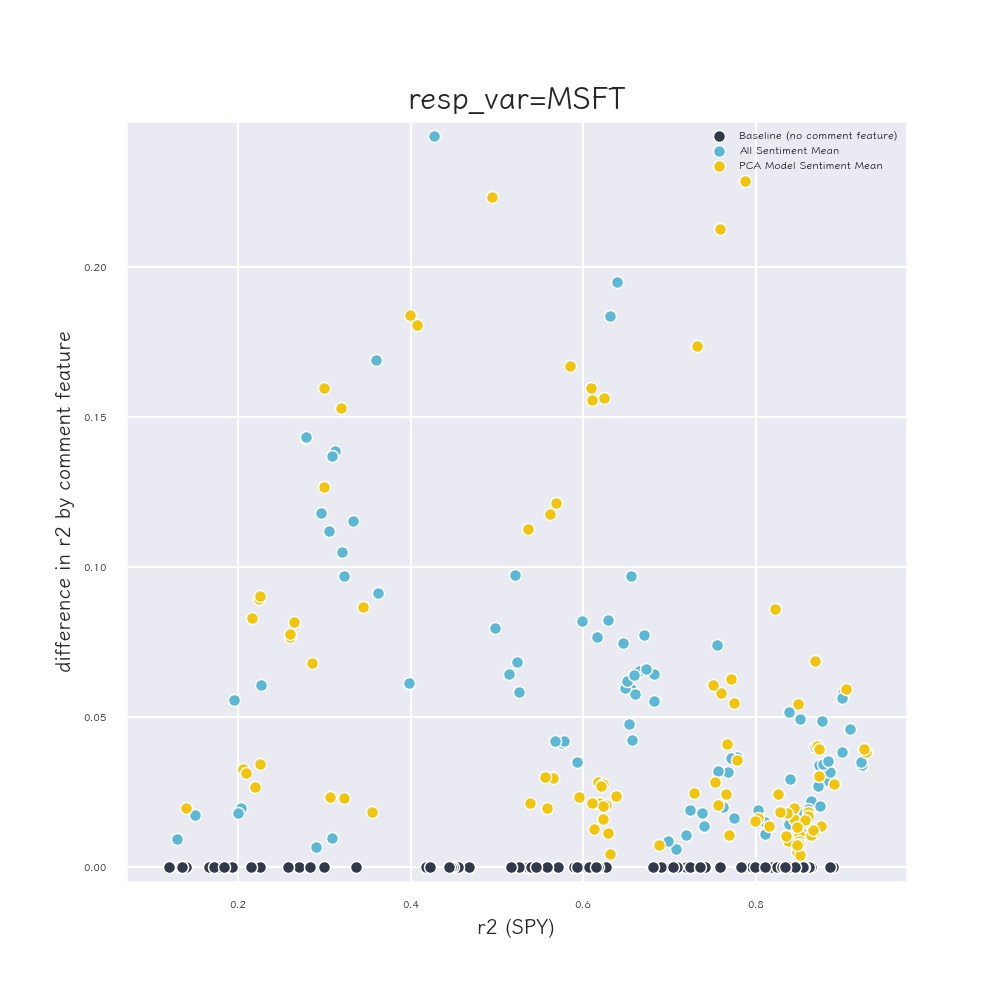 resp_var=MSFT
Baseline (no comment feature)
All Sentiment Mean
PCA Model Sentiment Mean
difference in r2 by comment feature
0.20
0.15
0.10
0.05
0.00
0.2
0.4
0.6
0.8
r2 (SPY)